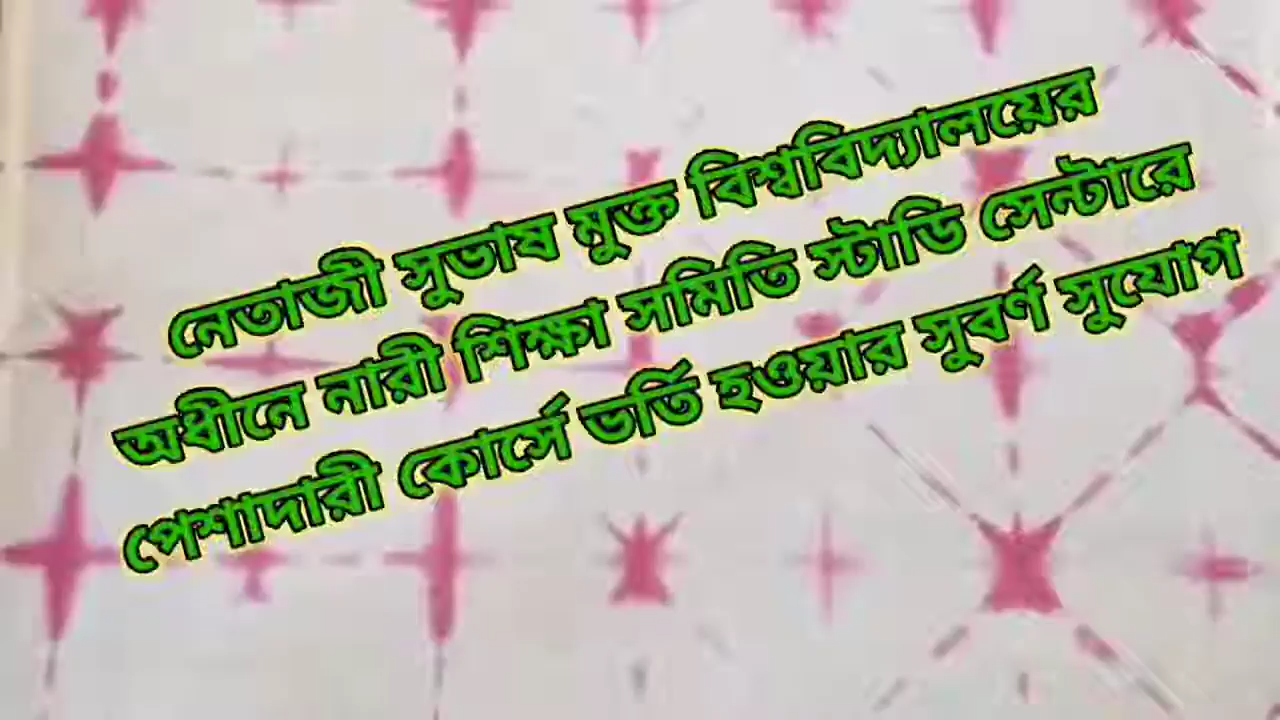 নেতাজী সুভাষ মুক্ত বিশ্ববিদ্যালয়ের
অধীনে নারী শিক্ষা সমিতি স্টাডি সেন্টারে
পেশাদারী কোর্সে ভর্তি হওয়ার সুবর্ণ সুযোগ